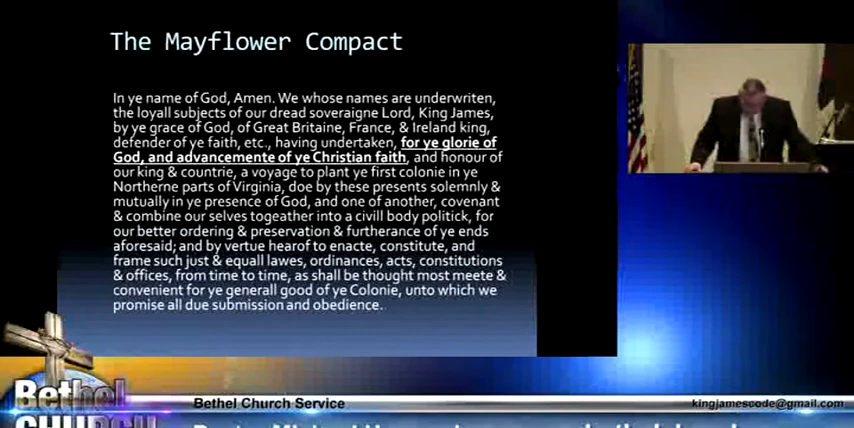 The Mayflower Compact
In ye name of God, Amen. We whose names are underwriten,
the loyall subjects of our dread soveraigne Lord, King James,
by ye grace of God, of Great Britaine, France, & Ireland king,
defender of ye faith, etc., having undertaken, for ye glorie of
God, and advancemente of ye Christian faith, and honour of
our king & countrie, a voyage to plant ye first colonie in ye
Northerne parts of Virginia, doe by these presents solemnly &
mutually in ye presence of God, and one of another, covenant
& combine our selves togeather into a civill body politick, for
our better ordering & preservation & furtherance of ye ends
aforesaid; and by vertue hearof to enacte, constitute, and
frame such just & equall lawes, ordinances, acts, constitutions
& offices, from time to time, as shall be thought most meete &
convenient for ye generall good of ye Colonie, unto which we
promise all due submission and obedience.
Bethel
CHURCH
Bethel Church Service
kingjamescode@gmail.com